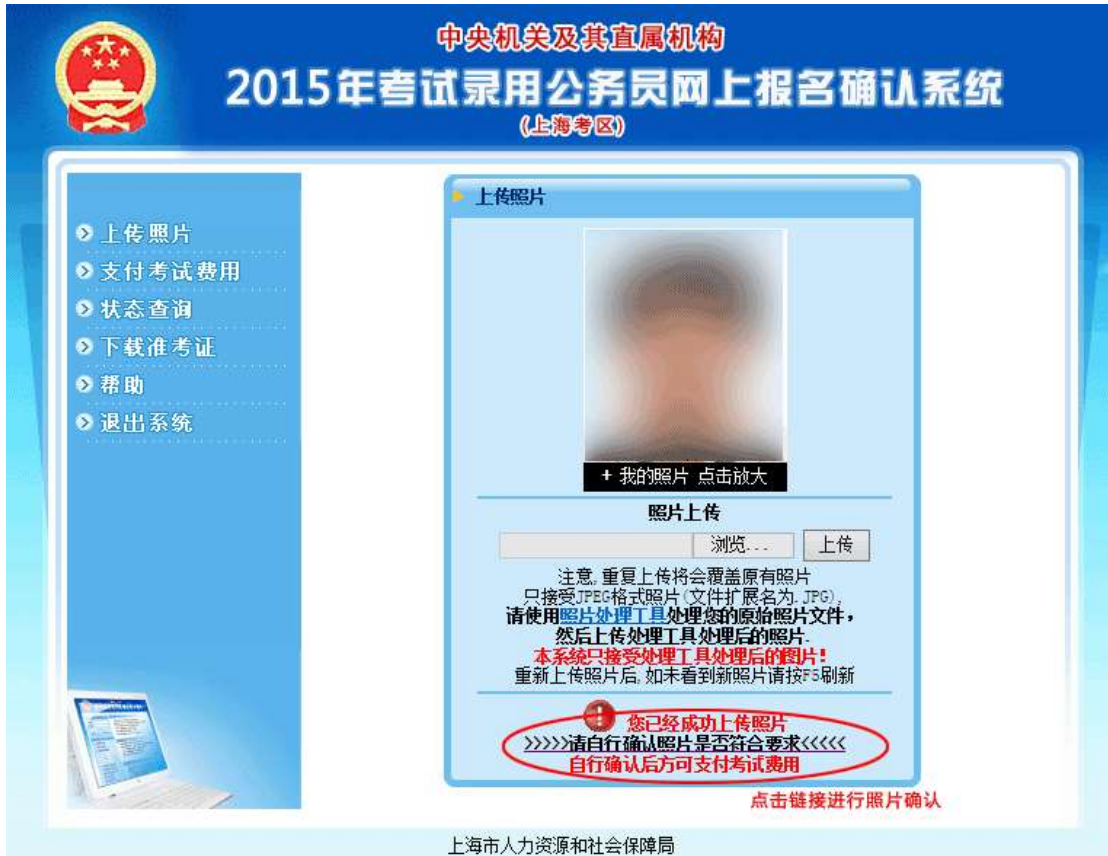 中央机关及其直属机构
2015年考试录用公务员网上报名确认系统
(上海考区)
上传照片
支付考试费用
状态查询
下载准考证
帮助
退出系统
上传照片
+ 我的照片 点击放大
照片上传
浏览... 上传
注意,重复上传将会覆盖原有照片
只接受JPEG格式照片(文件扩展名为.JPG),
请使用照片处理工具处理您的原始照片文件,
然后上传处理工具处理后的照片.
本系统只接受处理工具处理后的图片!
重新上传照片后,如未看到新照片请按F5刷新
您已经成功上传照片
>>>>>请自行确认照片是否符合要求<<<<<
自行确认后方可支付考试费用
点击链接进行照片确认
上海市人力资源和社会保障局